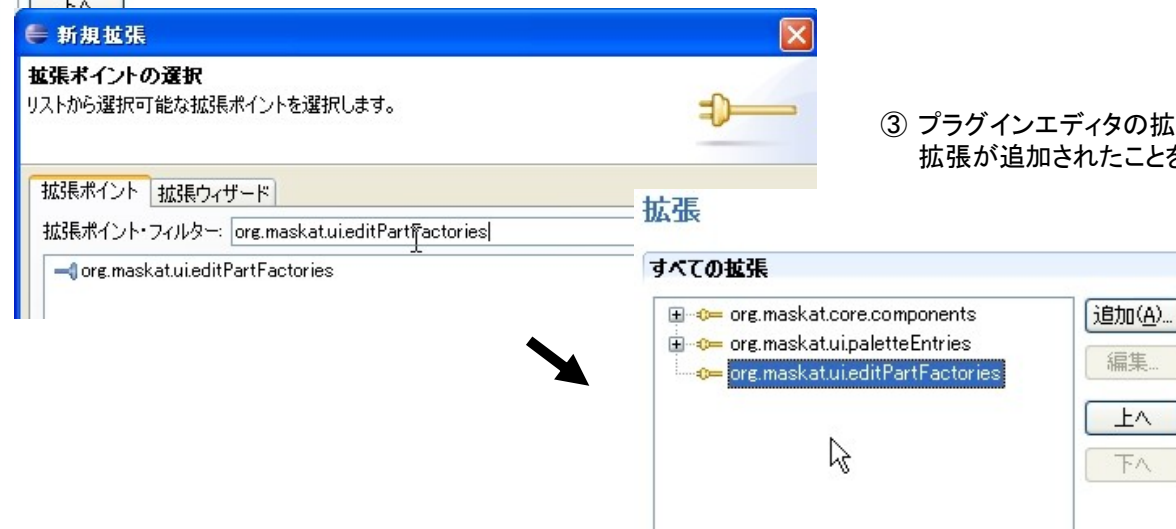 新規拡張
拡張ポイントの選択
リストから選択可能な拡張ポイントを選択します。
拡張ポイント 拡張ウィザード
拡張ポイント・フィルター: org.maskat.ui.editPartFactories
org.maskat.ui.editPartFactories
③ プラグインエディタの拡
拡張が追加されたことを
拡張
すべての拡張
org.maskat.core.components
org.maskat.ui.paletteEntries
org.maskat.ui.editPartFactories
追加(A)...
編集...
上へ
下へ